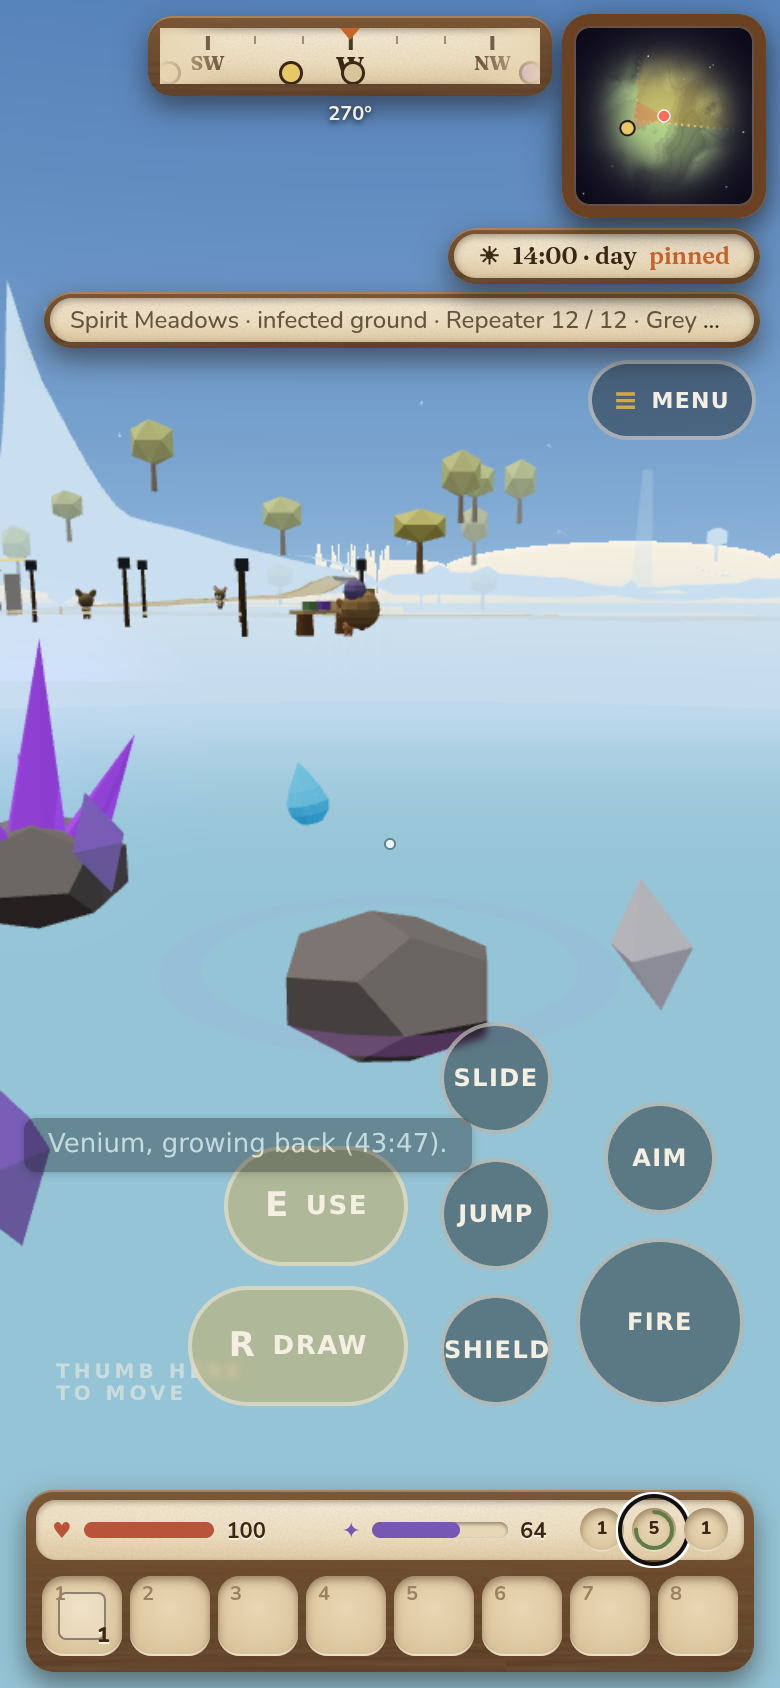 SW W NW
270°
14:00 · day pinned
Spirit Meadows · infected ground · Repeater 12 / 12 · Grey ...
MENU
SLIDE
Venium, growing back (43:47).
AIM
E USE
JUMP
FIRE
R DRAW
SHIELD
THUMB HERE
TO MOVE
100 64 1 5 1
1 2 3 4 5 6 7 8
1